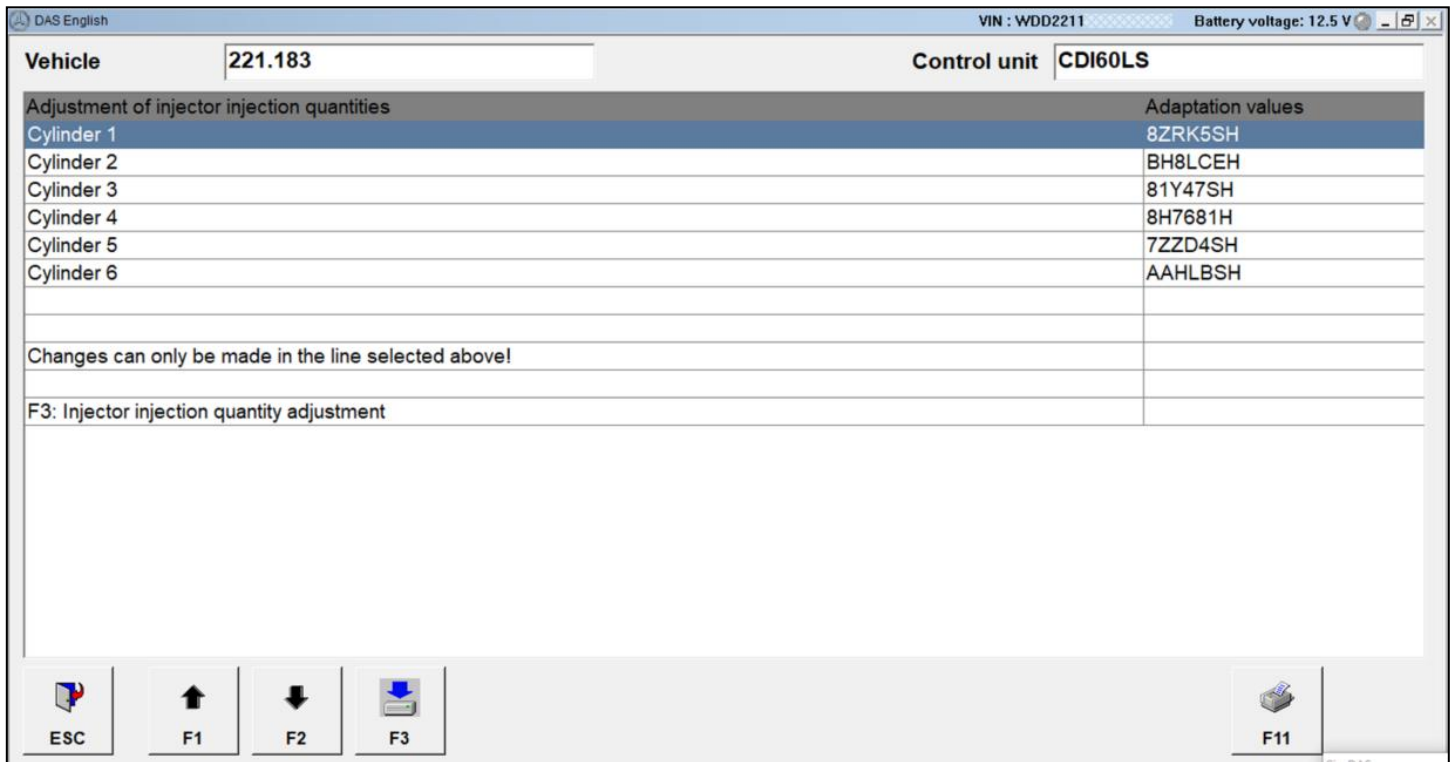 DAS English VIN : WDD2211 Battery voltage: 12.5 V
Vehicle 221.183 Control unit CDI60LS
Adjustment of injector injection quantities Adaptation values
Cylinder 1 8ZRK5SH
Cylinder 2 BH8LCEH
Cylinder 3 81Y47SH
Cylinder 4 8H7681H
Cylinder 5 7ZZD4SH
Cylinder 6 AAHLBSH
Changes can only be made in the line selected above!
F3: Injector injection quantity adjustment
ESC F1 F2 F3 F11